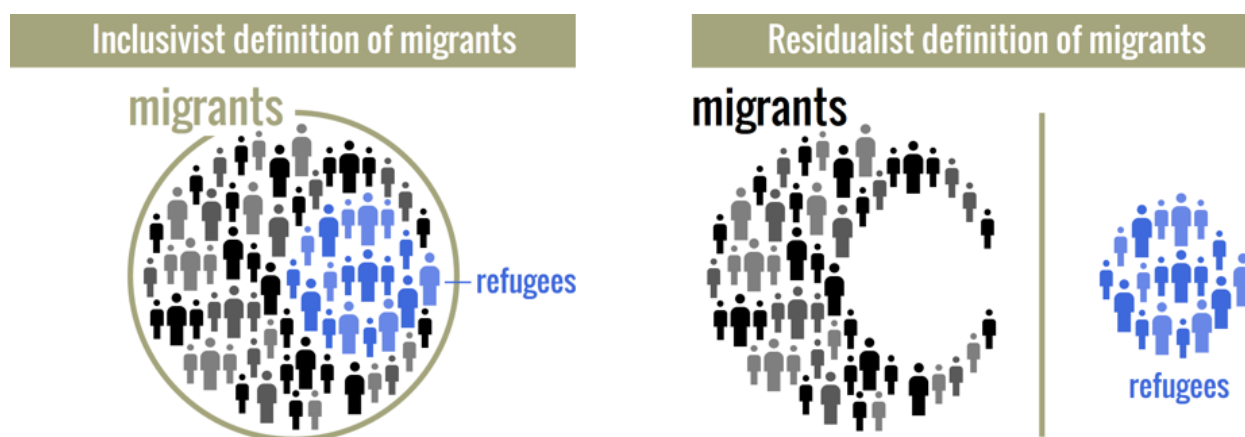 Inclusivist definition of migrants
migrants
refugees
Residualist definition of migrants
migrants
refugees